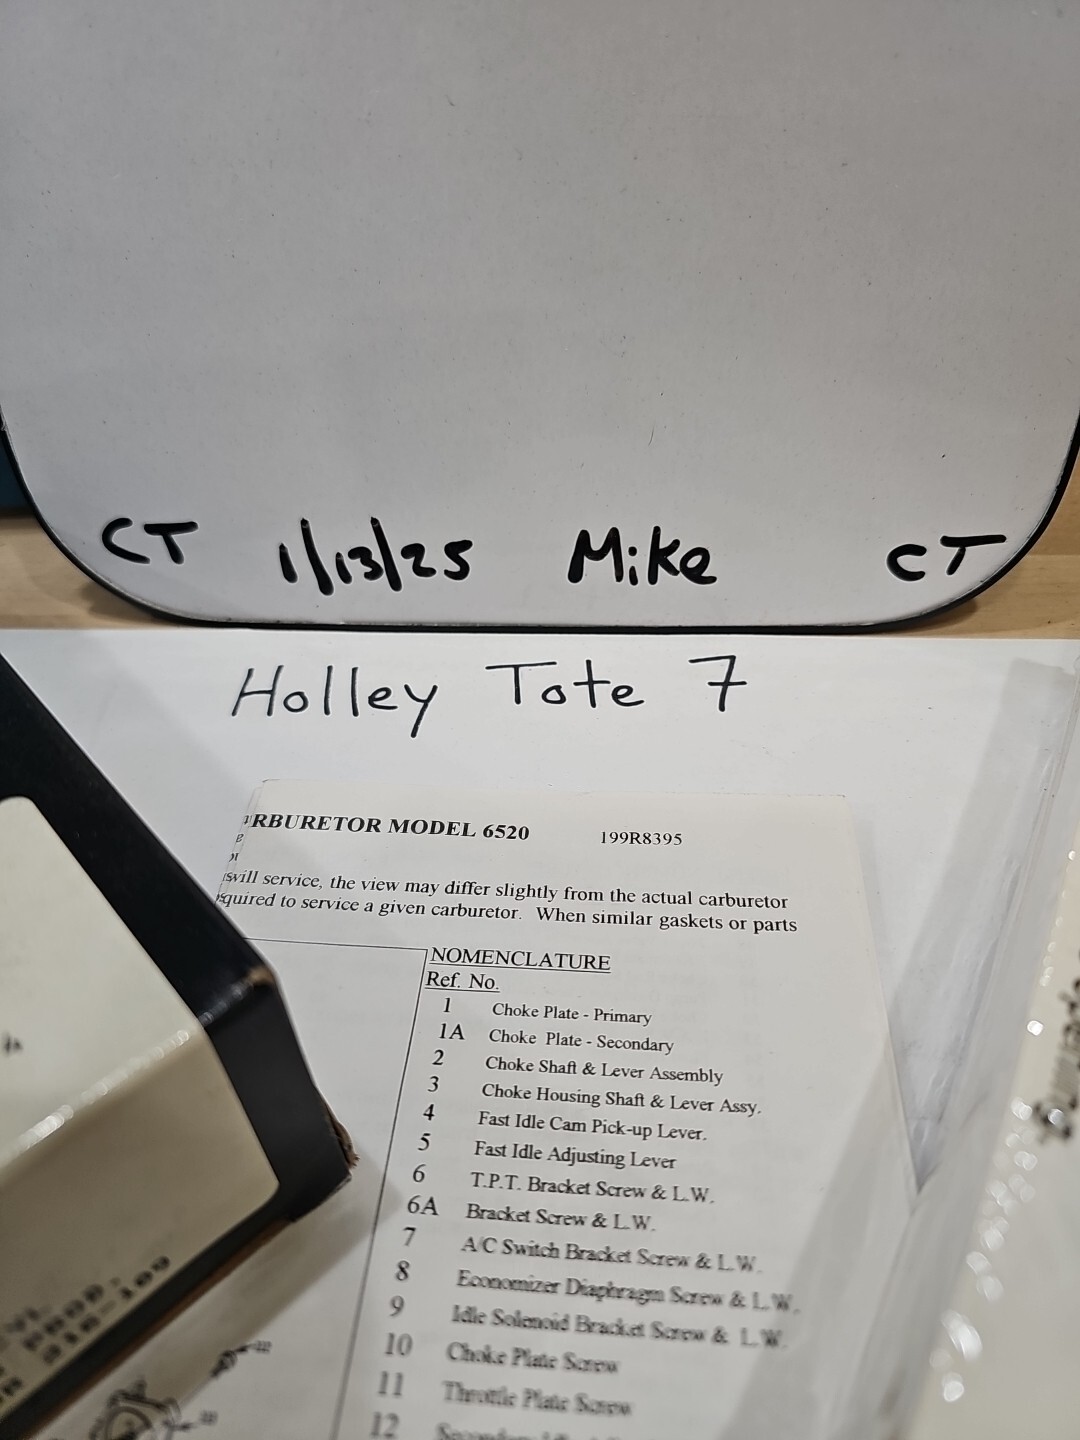 CT 1/13/25 Mike CT
Holley Tote 7
RBURETOR MODEL 6520 199R8395
will service, the view may differ slightly from the actual carburetor
quired to service a given carburetor. When similar gaskets or parts
NOMENCLATURE
Ref. No.
1 Choke Plate - Primary
1A Choke Plate - Secondary
2 Choke Shaft & Lever Assembly
3 Choke Housing Shaft & Lever Assy.
4 Fast Idle Cam Pick-up Lever.
5 Fast Idle Adjusting Lever
6 T.P.T. Bracket Screw & L.W.
6A Bracket Screw & L.W.
7 A/C Switch Bracket Screw & L.W.
8 Economizer Diaphragm Screw & L.W.
9 Idle Solenoid Bracket Screw & L.W.
10 Choke Plate Screw
11 Throttle Plate Screw
12